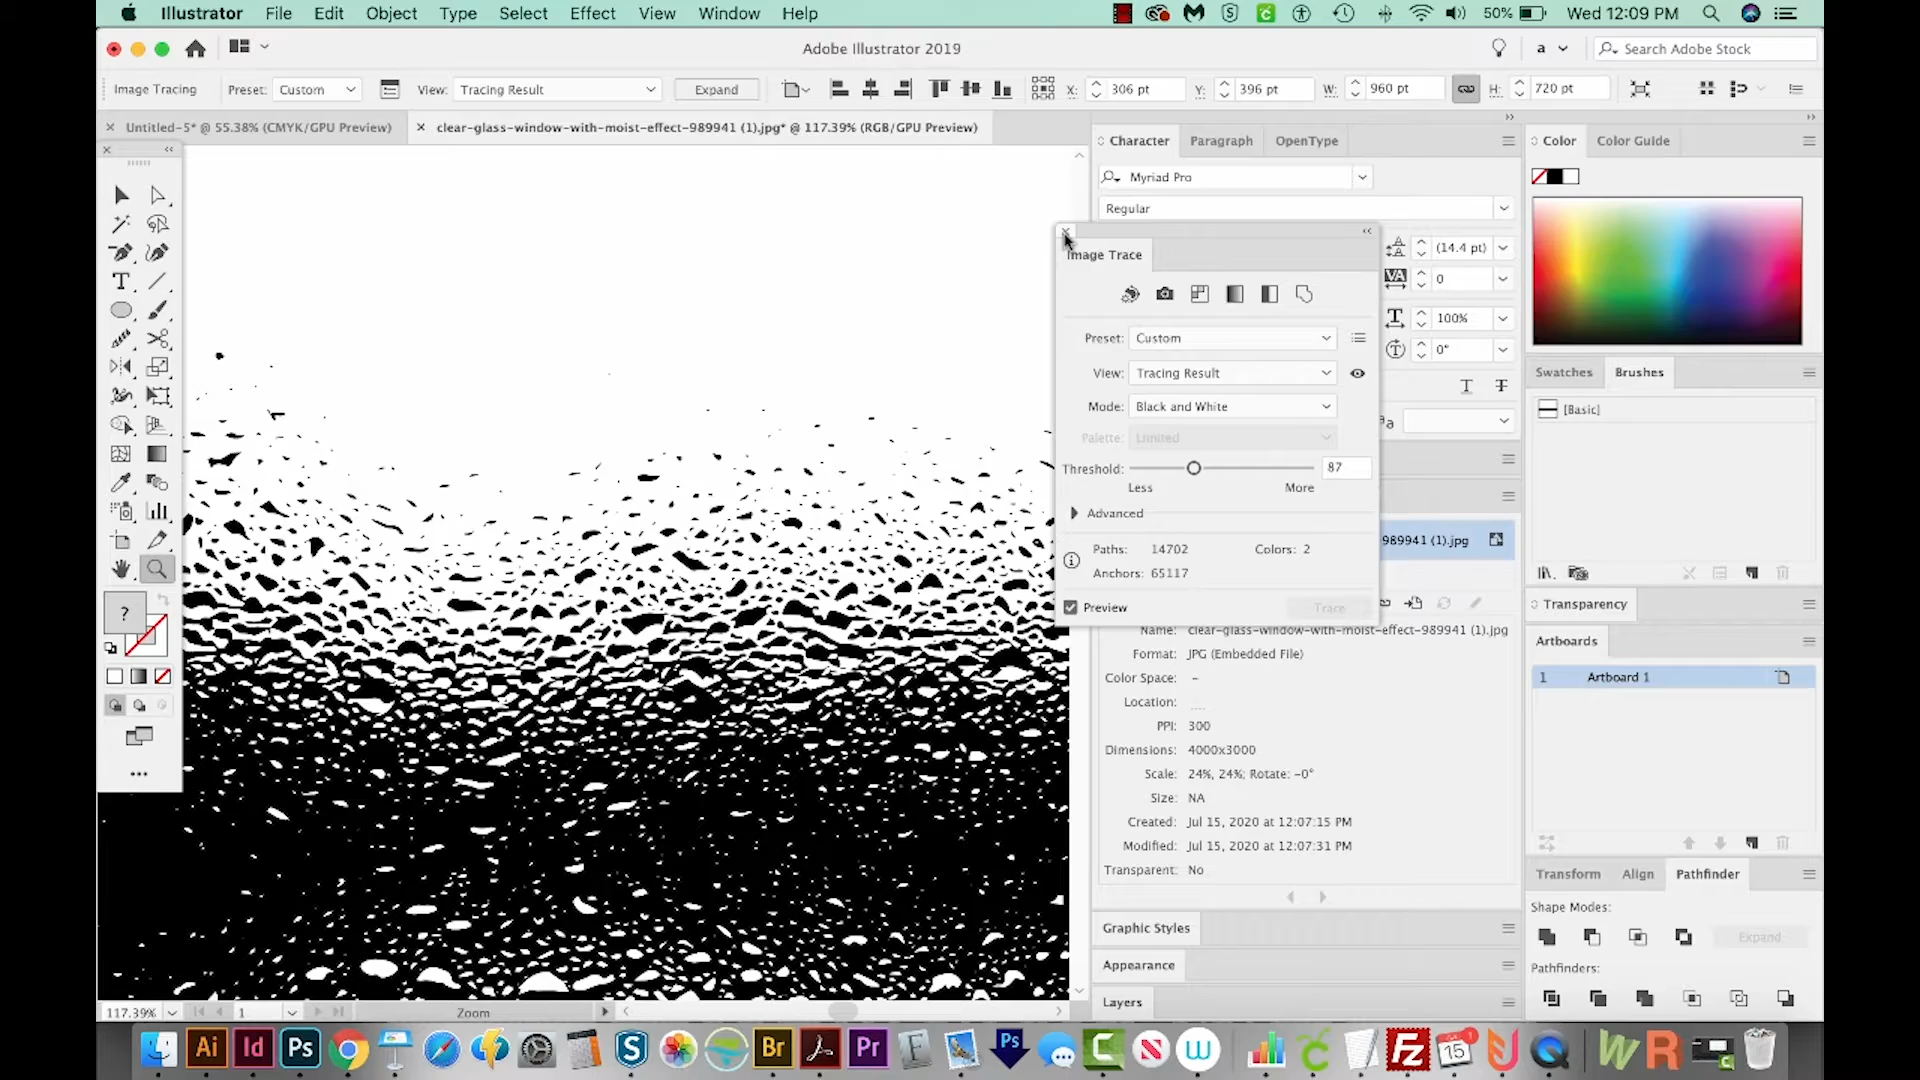 Illustrator File Edit Object Type Select Effect View Window Help 50% Wed 12:09 PM
Adobe Illustrator 2019 a Search Adobe Stock
Image Tracing Preset: Custom View: Tracing Result Expand X: 306 pt Y: 396 pt W: 960 pt H: 720 pt
Untitled-5* @ 55.38% (CMYK/GPU Preview) clear-glass-window-with-moist-effect-989941 (1).jpg* @ 117.39% (RGB/GPU Preview)
Character Paragraph OpenType
Myriad Pro
Regular
(14.4 pt)
VA 0
T 100%
T 0°
T T
a
Image Trace
Preset: Custom
View: Tracing Result
Mode: Black and White
Palette: Limited
Threshold: 87
Less More
Advanced
Paths: 14702 Colors: 2
Anchors: 65117
Preview Trace
989941 (1).jpg
Name: clear-glass-window-with-moist-effect-989941 (1).jpg
Format: JPG (Embedded File)
Color Space: -
Location: ....
PPI: 300
Dimensions: 4000x3000
Scale: 24%, 24%; Rotate: -0°
Size: NA
Created: Jul 15, 2020 at 12:07:15 PM
Modified: Jul 15, 2020 at 12:07:31 PM
Transparent: No
Graphic Styles
Appearance
Layers
Color Color Guide
Swatches Brushes
[Basic]
Transparency
Artboards
1 Artboard 1
Transform Align Pathfinder
Shape Modes:
Expand
Pathfinders:
T
?
117.39% 1 Zoom
Ai Id Ps S Br Pr F Ps C N W Fz 15 W R